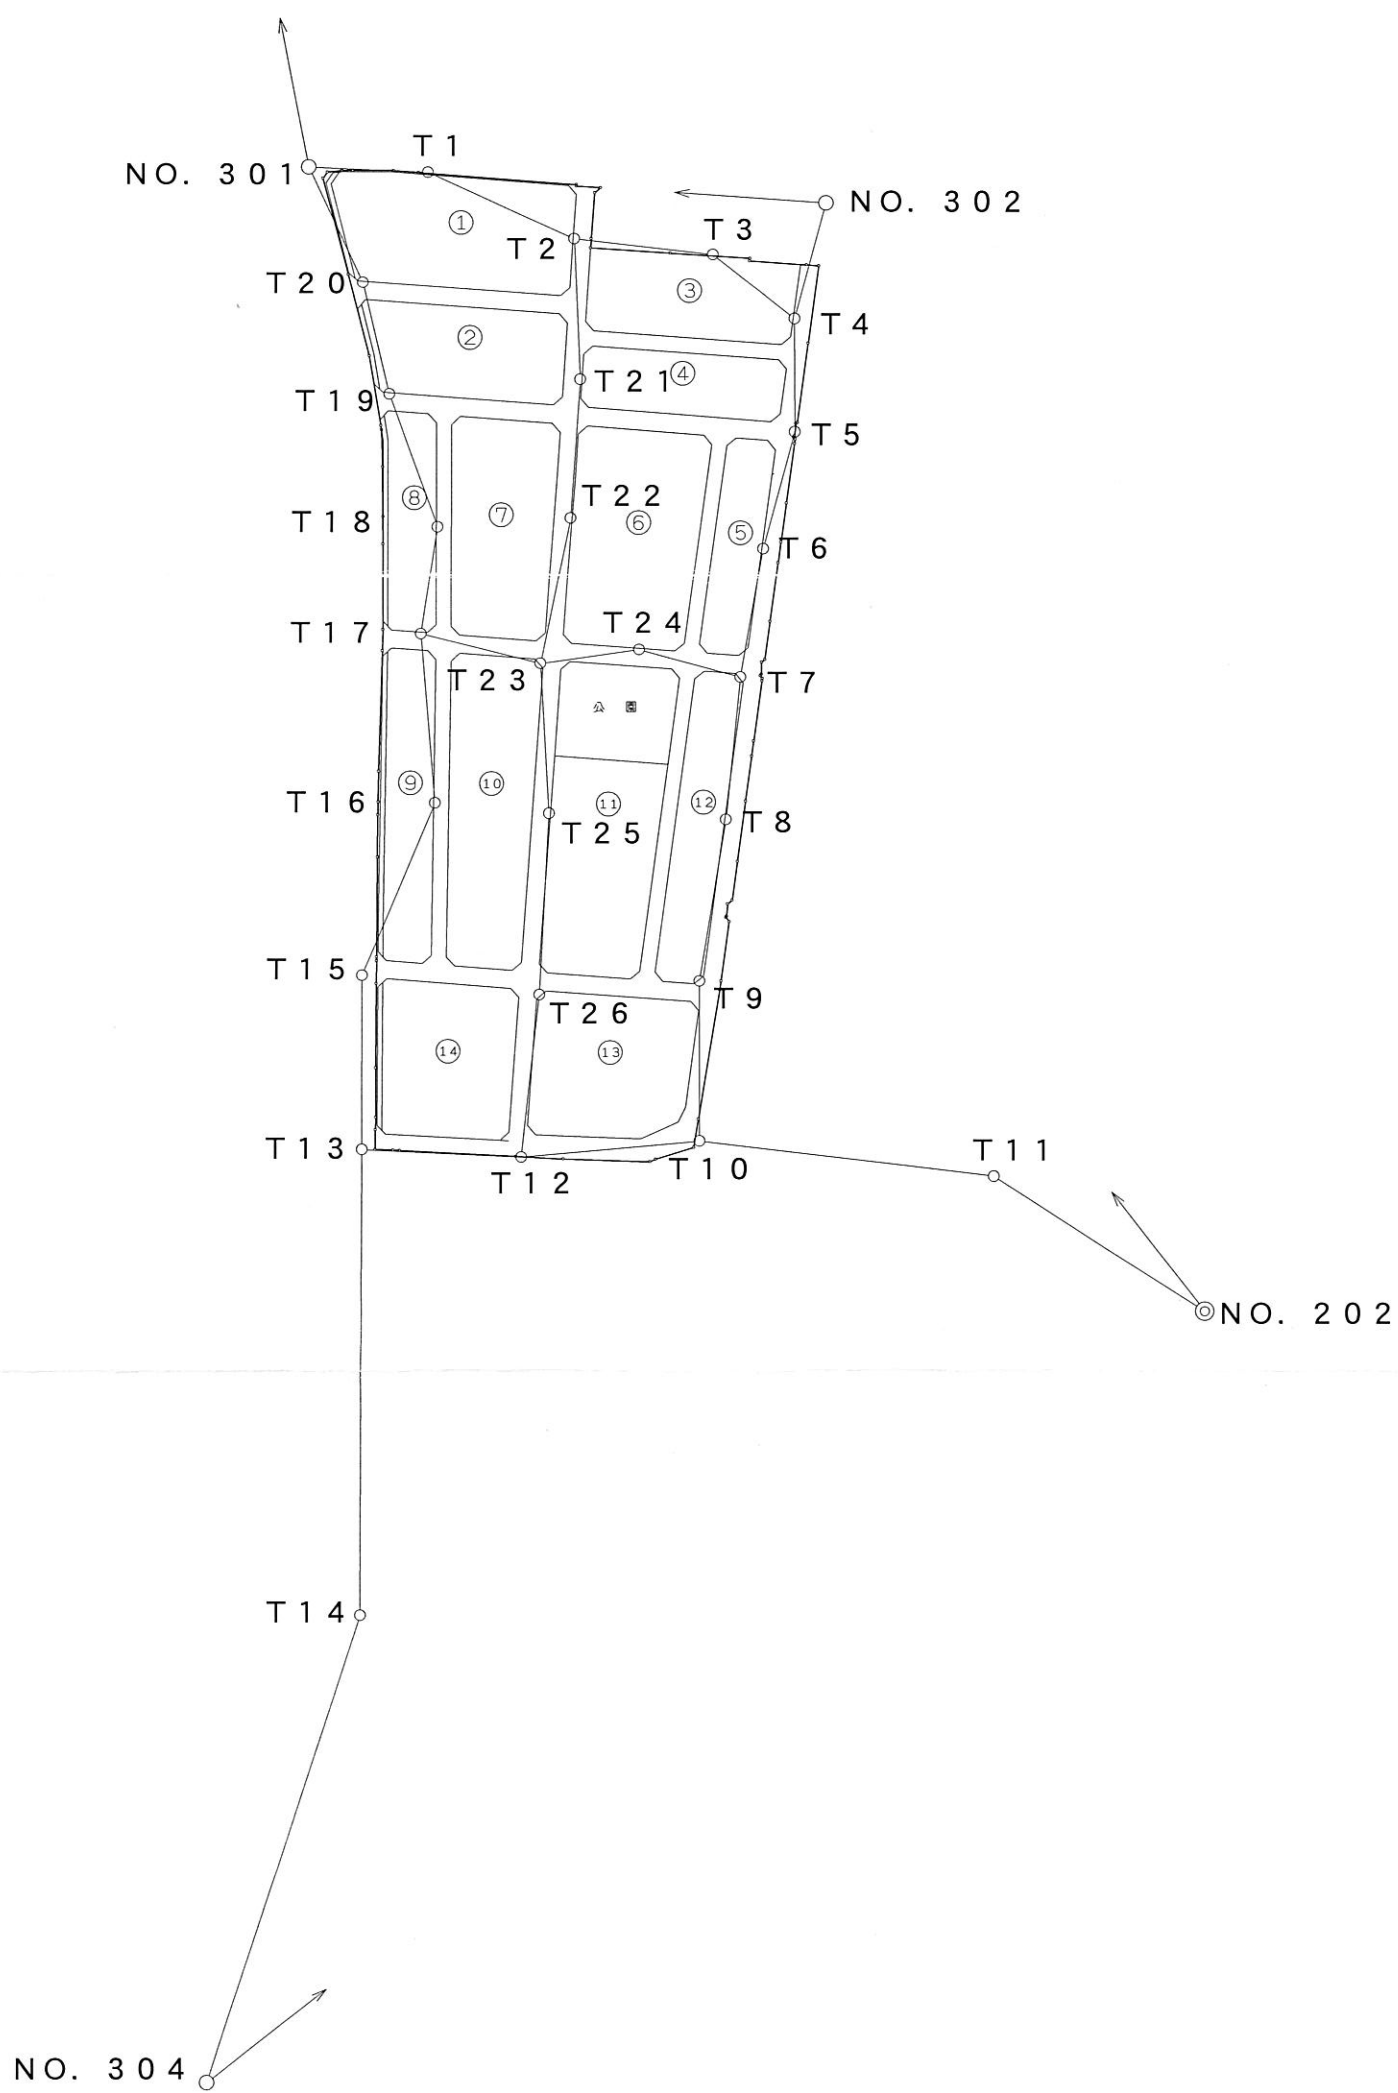 T1
NO. 301
NO. 302
①
T3
T2
T20
③
T4
②
T21
④
T19
T5
⑧
T22
⑦
⑥
T18
⑤
T6
T24
T17
T23
T7
公 園
⑨
⑩
⑪
⑫
T16
T8
T25
T15
T9
T26
⑭
⑬
T13
T11
T10
T12
NO. 202
T14
NO. 304